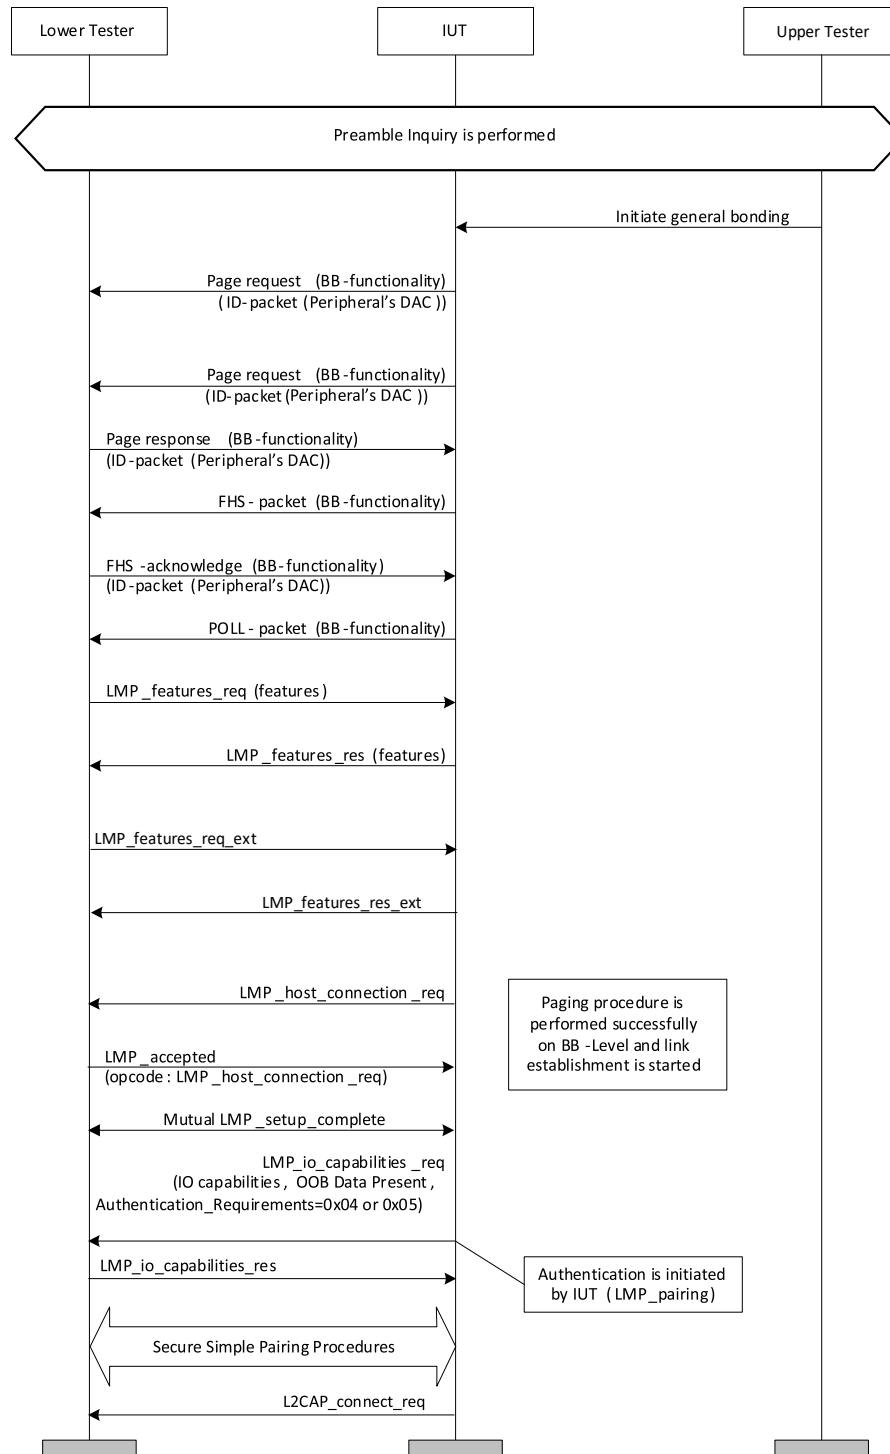 Lower Tester
IUT
Upper Tester
Preamble Inquiry is performed
Initiate general bonding
Page request (BB-functionality)
(ID-packet (Peripheral's DAC ))
Page request (BB-functionality)
(ID-packet (Peripheral's DAC ))
Page response (BB-functionality)
(ID-packet (Peripheral's DAC))
FHS - packet (BB-functionality)
FHS -acknowledge (BB-functionality)
(ID-packet (Peripheral's DAC))
POLL - packet (BB-functionality)
LMP_features_req (features)
LMP_features_res (features)
LMP_features_req_ext
LMP_features_res_ext
LMP_host_connection_req
Paging procedure is
performed successfully
on BB -Level and link
establishment is started
LMP_accepted
(opcode : LMP_host_connection_req)
Mutual LMP_setup_complete
LMP_io_capabilities_req
(IO capabilities, OOB Data Present,
Authentication_Requirements=0x04 or 0x05)
LMP_io_capabilities_res
Authentication is initiated
by IUT (LMP_pairing)
Secure Simple Pairing Procedures
L2CAP_connect_req